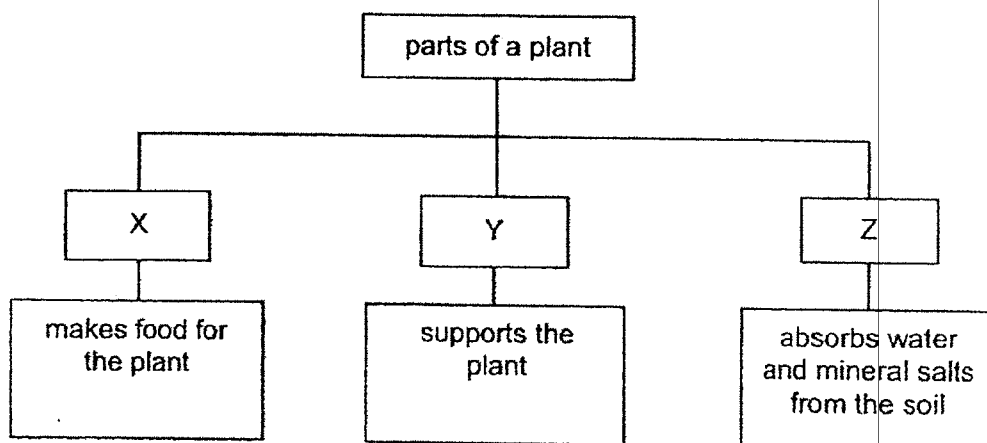 parts of a plant
X
Y
Z
makes food for
the plant
supports the
plant
absorbs water
and mineral salts
from the soil